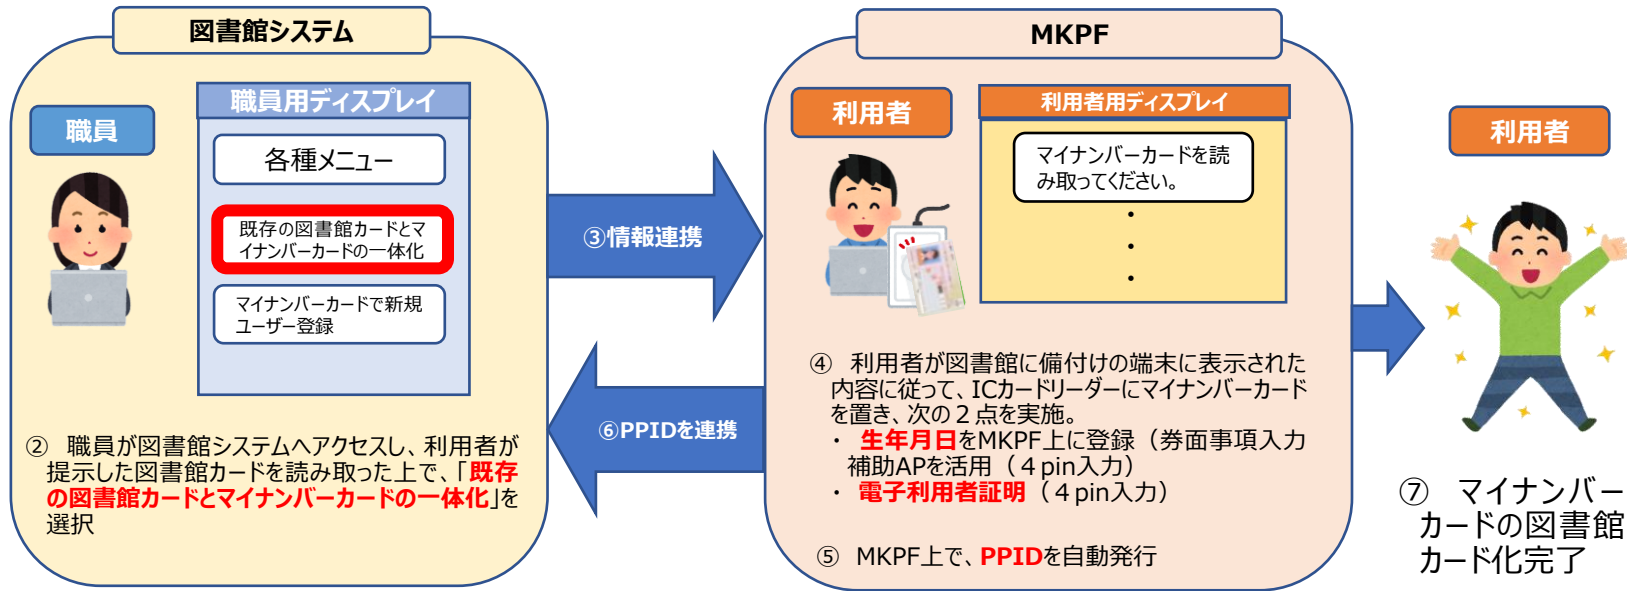 図書館システム
職員
職員用ディスプレイ
各種メニュー
既存の図書館カードとマ
イナンバーカードの一体化
マイナンバーカードで新規
ユーザー登録
② 職員が図書館システムへアクセスし、利用者が
提示した図書館カードを読み取った上で、「既存
の図書館カードとマイナンバーカードの一体化」を
選択
③情報連携
⑥PPIDを連携
MKPF
利用者
利用者用ディスプレイ
マイナンバーカードを読
み取ってください。
・
・
・
④ 利用者が図書館に備付けの端末に表示された
内容に従って、ICカードリーダーにマイナンバーカード
を置き、次の2点を実施。
・ 生年月日をMKPF上に登録（券面事項入力
補助APを活用（4pin入力）
・ 電子利用者証明（4pin入力）
⑤ MKPF上で、PPIDを自動発行
利用者
⑦ マイナンバー
カードの図書館
カード化完了